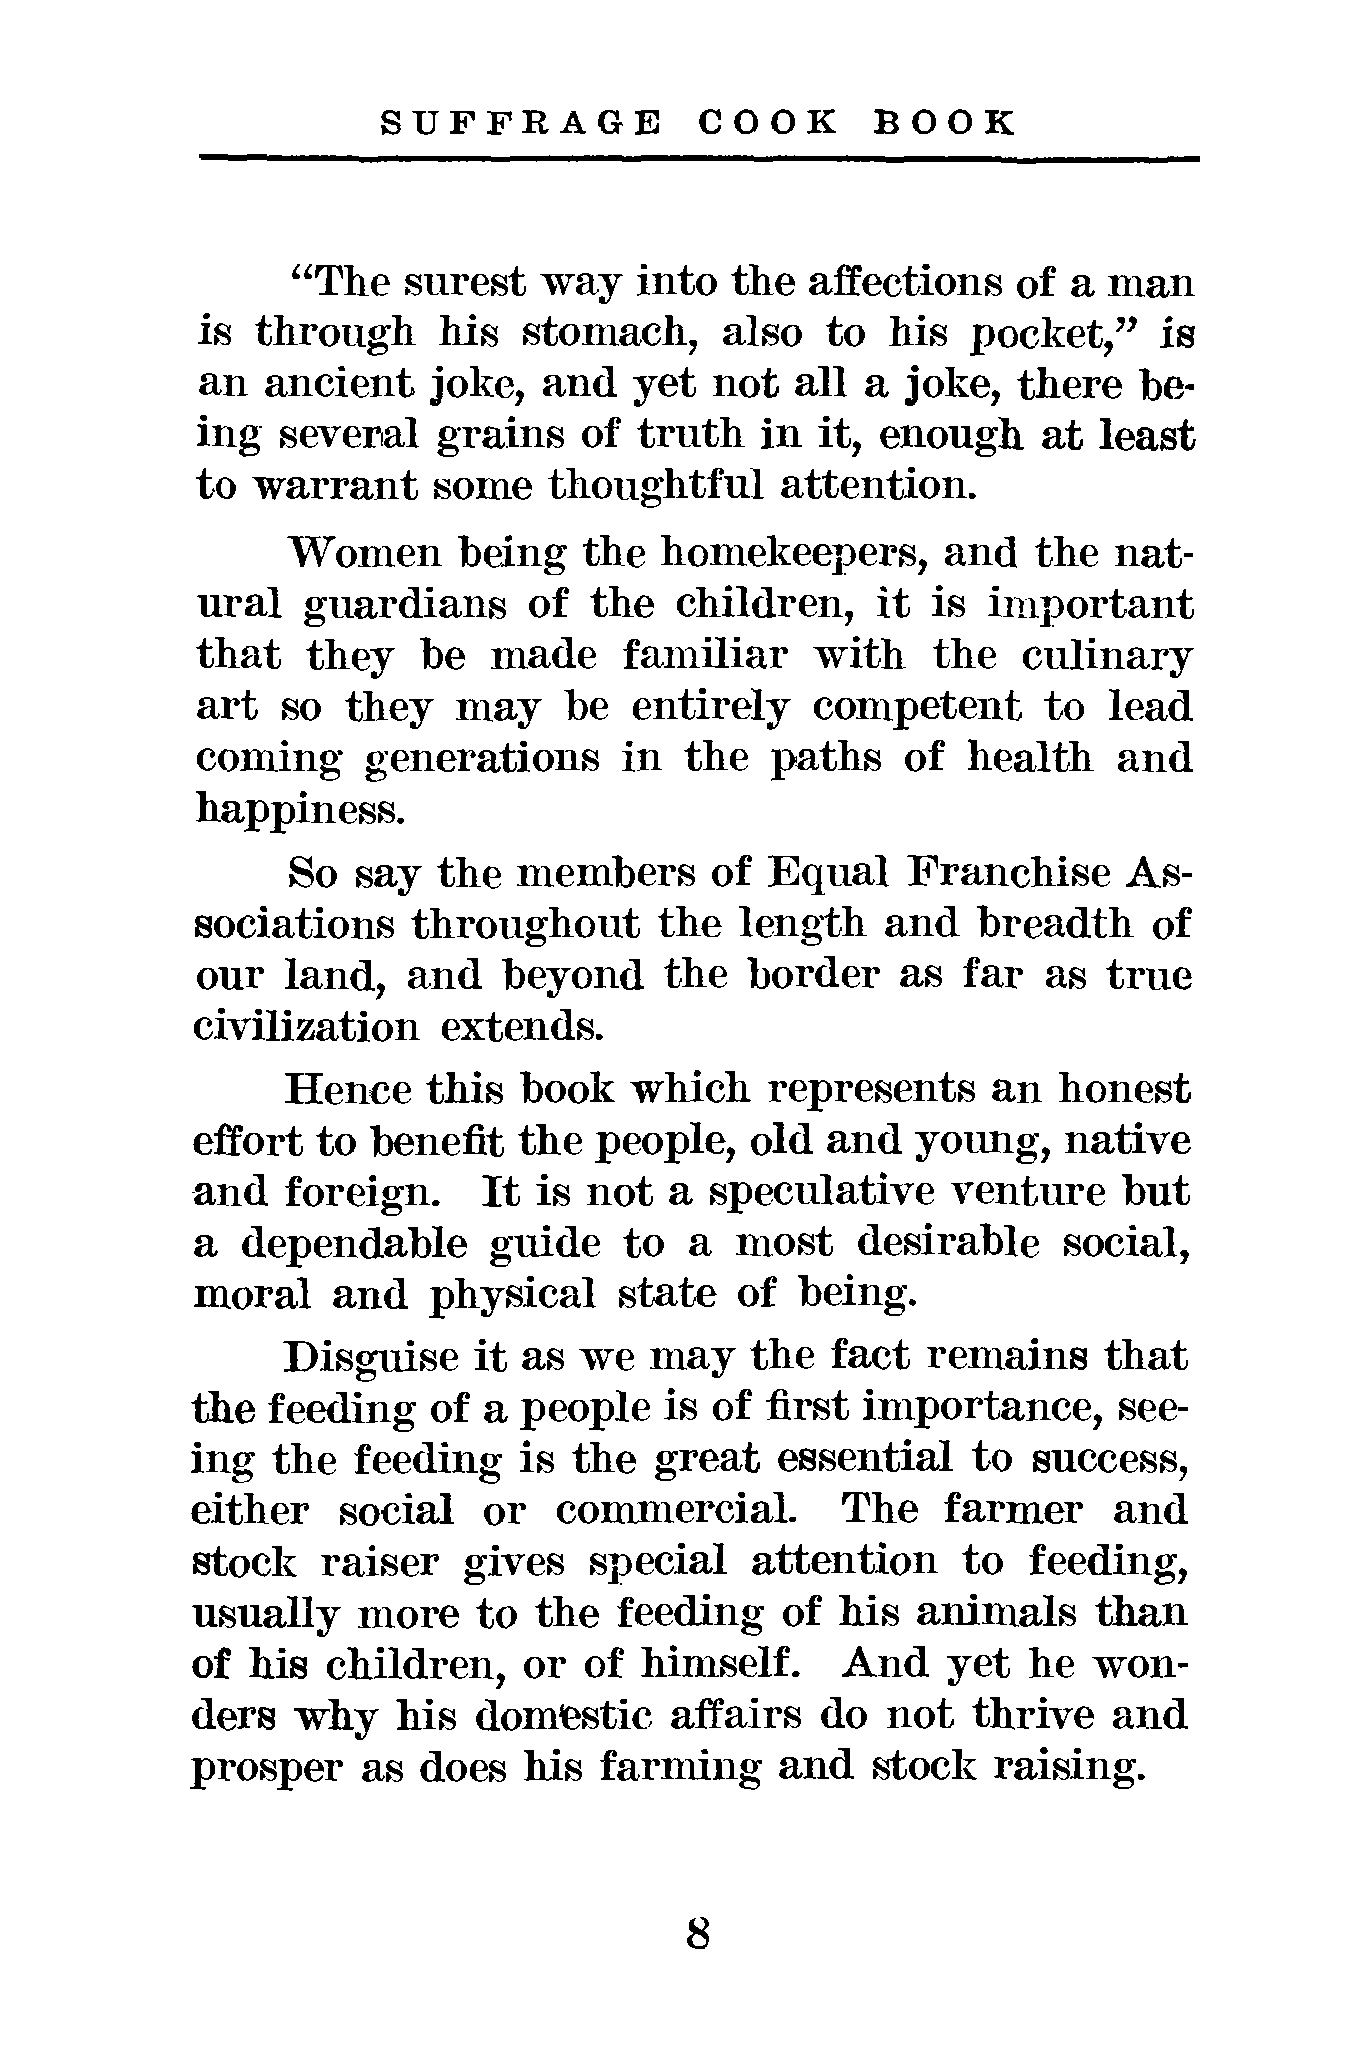 SUFFRAGE COOK BOOK
“The surest way into the affections of a man
is through his stomach, also to his pocket,” is
an ancient joke, and yet not all a joke, there be-
ing several grains of truth in it, enough at least
to warrant some thoughtful attention.
Women being the homekeepers, and the nat-
ural guardians of the children, it is important
that they be made familiar with the culinary
art so they may be entirely competent to lead
coming generations in the paths of health and
happiness.
So say the members of Equal Franchise As-
sociations throughout the length and breadth of
our land, and beyond the border as far as true
civilization extends.
Hence this book which represents an honest
effort to benefit the people, old and young, native
and foreign. It is not a speculative venture but
a dependable guide to a most desirable social,
moral and physical state of being.
Disguise it as we may the fact remains that
the feeding of a people is of first importance, see-
ing the feeding is the great essential to success,
either social or commercial. The farmer and
stock raiser gives special attention to feeding,
usually more to the feeding of his animals than
of his children, or of himself. And yet he won-
ders why his domestic affairs do not thrive and
prosper as does his farming and stock raising.
8